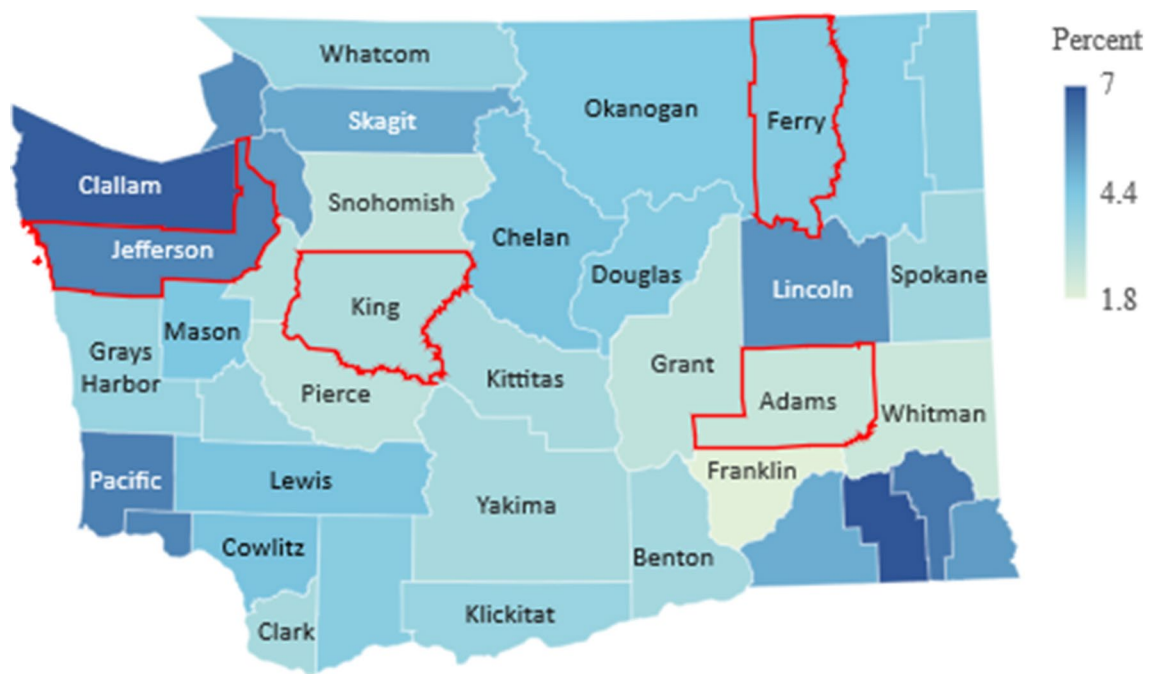 Percent
7
4.4
1.8
Whatcom
Okanogan
Ferry
Skagit
Clallam
Snohomish
Jefferson
Chelan
Douglas
Lincoln
Spokane
King
Mason
Grays
Harbor
Grant
Kittitas
Pierce
Adams
Whitman
Pacific
Lewis
Franklin
Yakima
Cowlitz
Benton
Klickitat
Clark